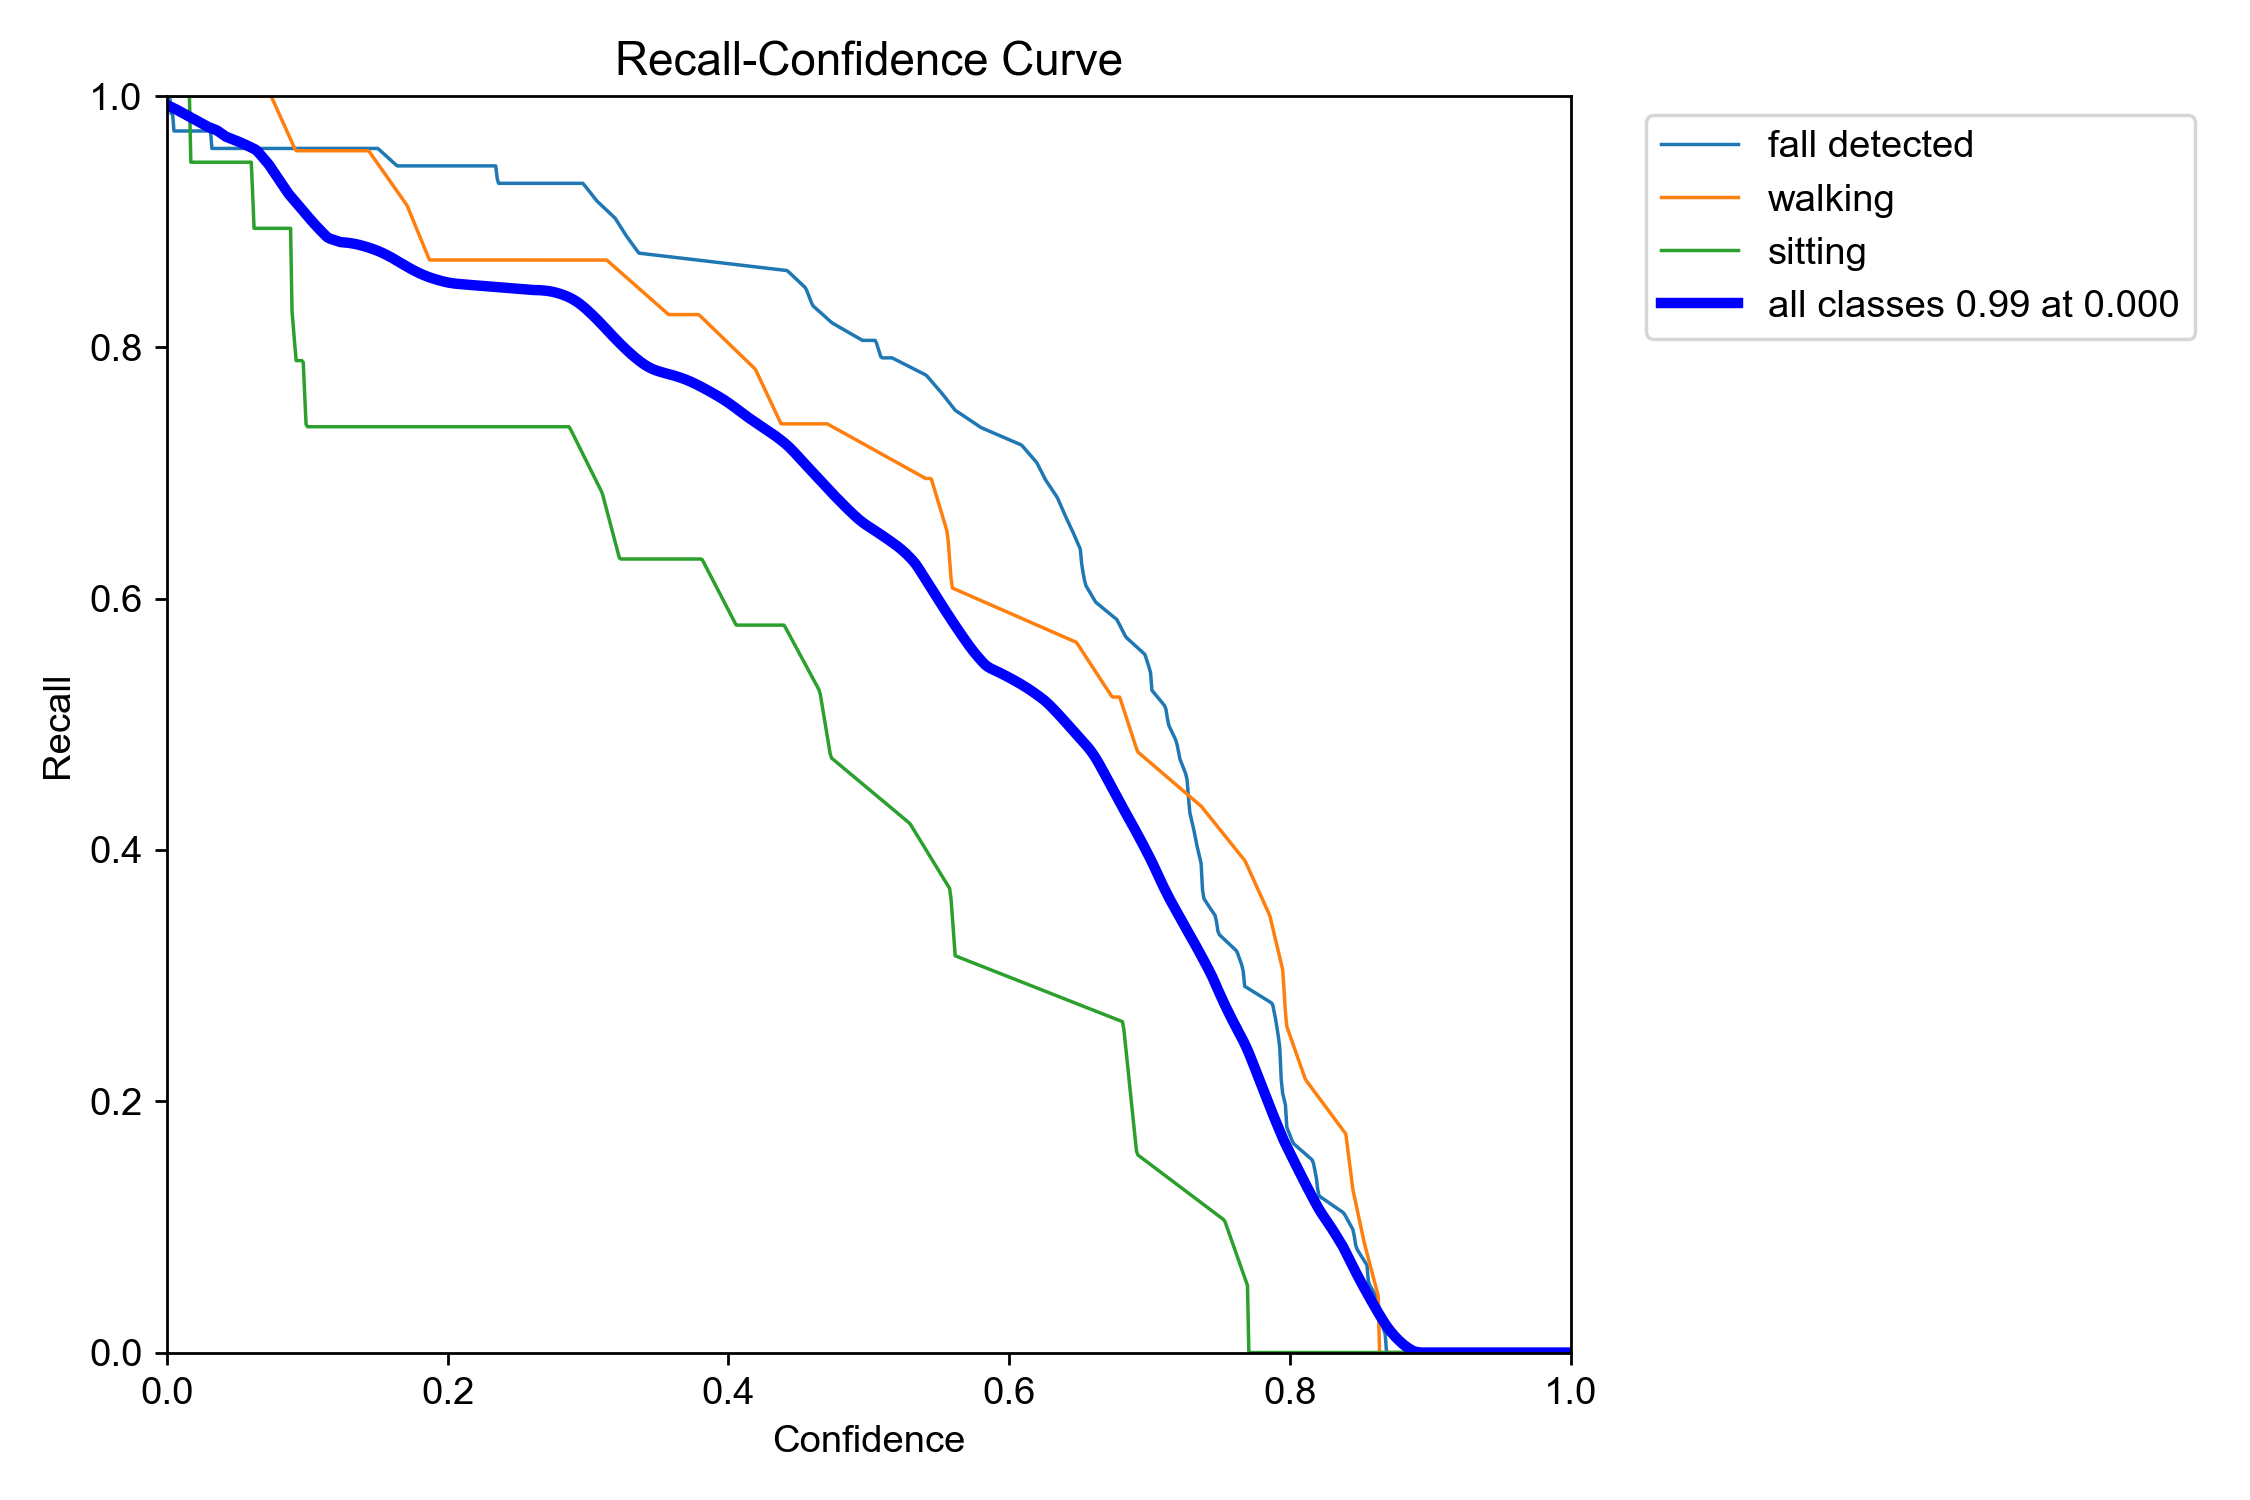 Recall-Confidence Curve
1.0
0.8
0.6
0.4
0.2
0.0
Recall
0.0 0.2 0.4 0.6 0.8 1.0
Confidence
fall detected
walking
sitting
all classes 0.99 at 0.000